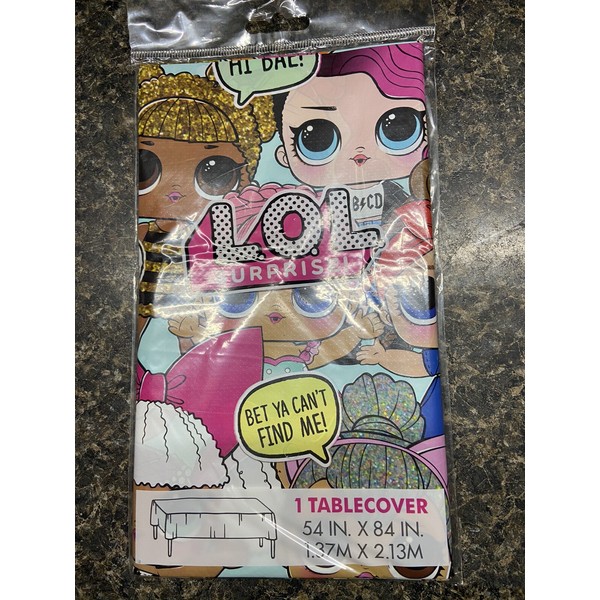 HI BAE!
B⚡CD
L.O.L
SURPRISE!
BET YA CAN'T
FIND ME!
1 TABLECOVER
54 IN. X 84 IN.
1.37M X 2.13M